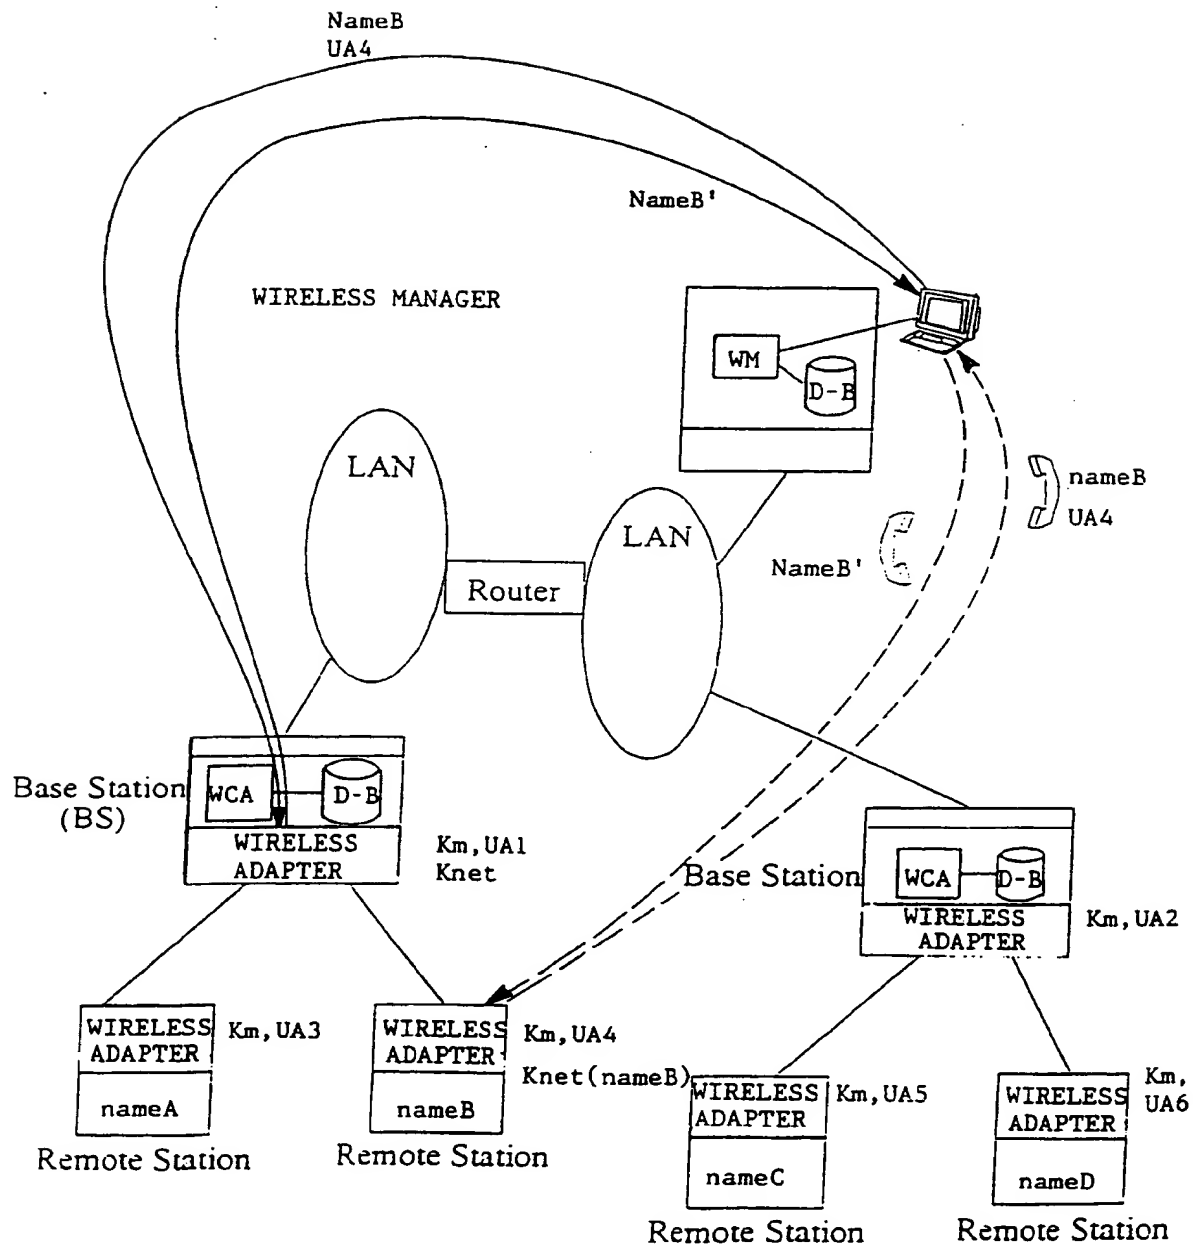 NameB
UA4
NameB'
WIRELESS MANAGER
WM
D-B
LAN
LAN
nameB
UA4
NameB'
Router
Base Station
(BS)
WCA
D-B
WIRELESS
ADAPTER
Km,UA1
Knet
Base Station
WCA
D-B
WIRELESS
ADAPTER
Km,UA2
WIRELESS
ADAPTER
Km,UA3
nameA
Remote Station
WIRELESS
ADAPTER
Km,UA4
Knet(nameB)
nameB
Remote Station
WIRELESS
ADAPTER
Km,UA5
nameC
Remote Station
WIRELESS
ADAPTER
Km,
UA6
nameD
Remote Station